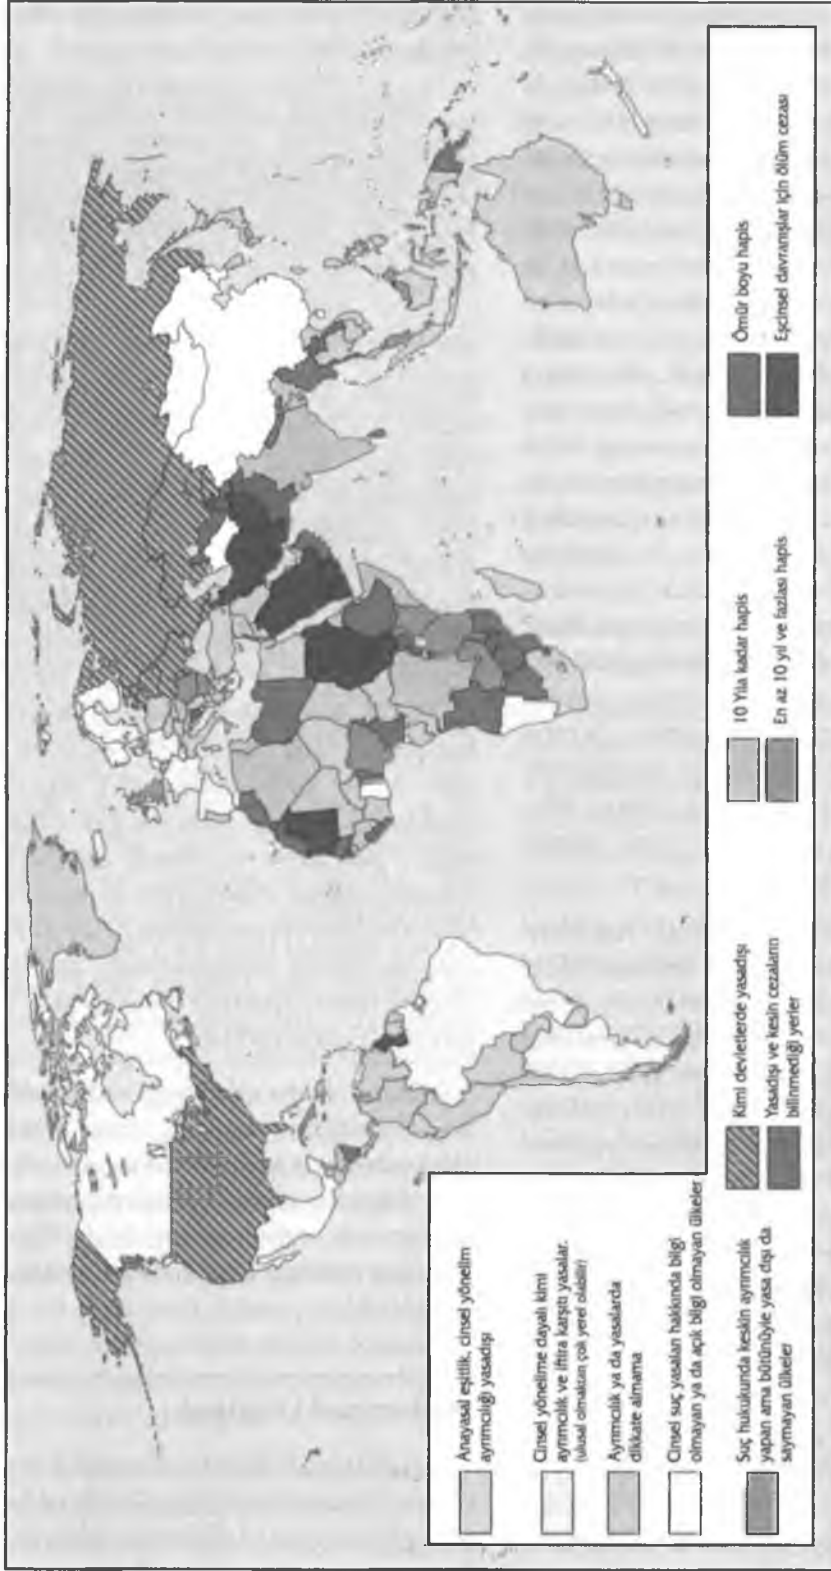 Anayasal eşitlik, cinsel yönelim
ayrımcılığı yasadışı
Cinsel yönelime dayalı kimi
ayrımcılık ve iftira karşıtı yasalar.
(ulusal olmaktan çok yerel olabilir)
Ayrımcılık ya da yasalarda
dikkate almama
Cinsel suç yasaları hakkında bilgi
olmayan ya da açık bilgi olmayan ülkeler
Suç hukukunda keskin ayrımcılık
yapan ama bütünüyle yasa dışı da
saymayan ülkeler
Kimi devletlerde yasadışı
Yasadışı ve kesin cezaların
bilinmediği yerler
10 Yıla kadar hapis
En az 10 yıl ve fazlası hapis
Ömür boyu hapis
Eşcinsel davranışlar için ölüm cezası